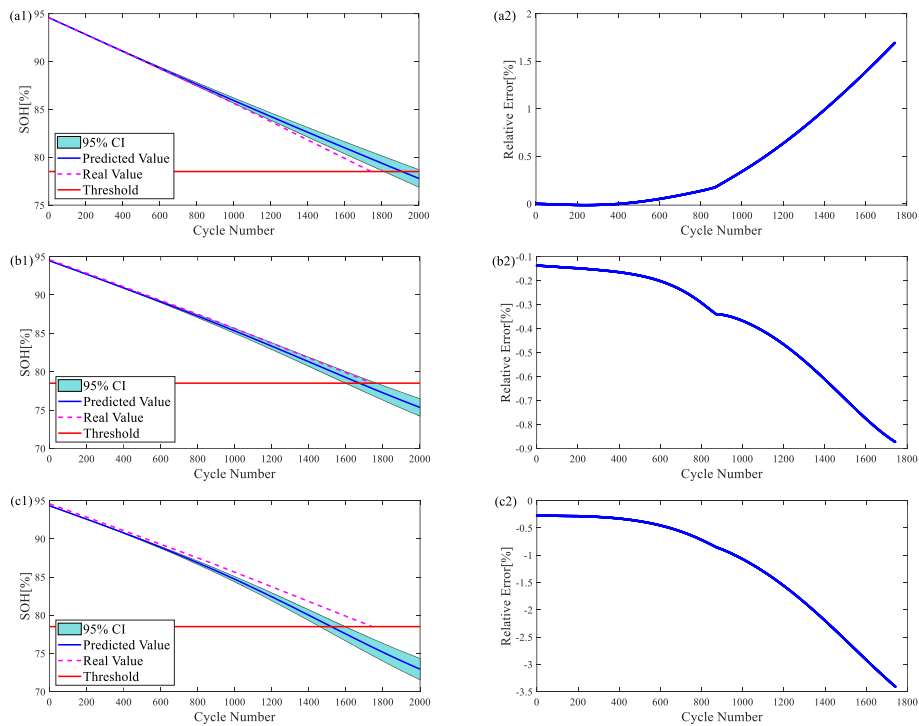 (a1)
95
90
85
80
75
SOH[%]
95% CI
Predicted Value
Real Value
Threshold
0 200 400 600 800 1000 1200 1400 1600 1800 2000
Cycle Number
(a2)
2
1.5
1
0.5
0
Relative Error[%]
0 200 400 600 800 1000 1200 1400 1600 1800
Cycle Number
(b1)
95
90
85
80
75
70
SOH[%]
95% CI
Predicted Value
Real Value
Threshold
0 200 400 600 800 1000 1200 1400 1600 1800 2000
Cycle Number
(b2)
-0.1
-0.2
-0.3
-0.4
-0.5
-0.6
-0.7
-0.8
-0.9
Relative Error[%]
0 200 400 600 800 1000 1200 1400 1600 1800
Cycle Number
(c1)
95
90
85
80
75
70
SOH[%]
95% CI
Predicted Value
Real Value
Threshold
0 200 400 600 800 1000 1200 1400 1600 1800 2000
Cycle Number
(c2)
0
-0.5
-1
-1.5
-2
-2.5
-3
-3.5
Relative Error[%]
0 200 400 600 800 1000 1200 1400 1600 1800
Cycle Number